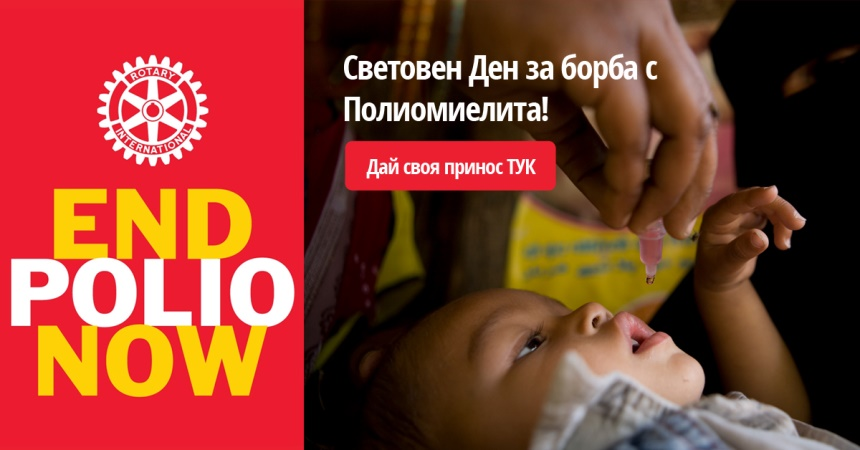 ROTARY
INTERNATIONAL
END
POLIO
NOW
Световен Ден за борба с
Полиомиелита!
Дай своя принос ТУК